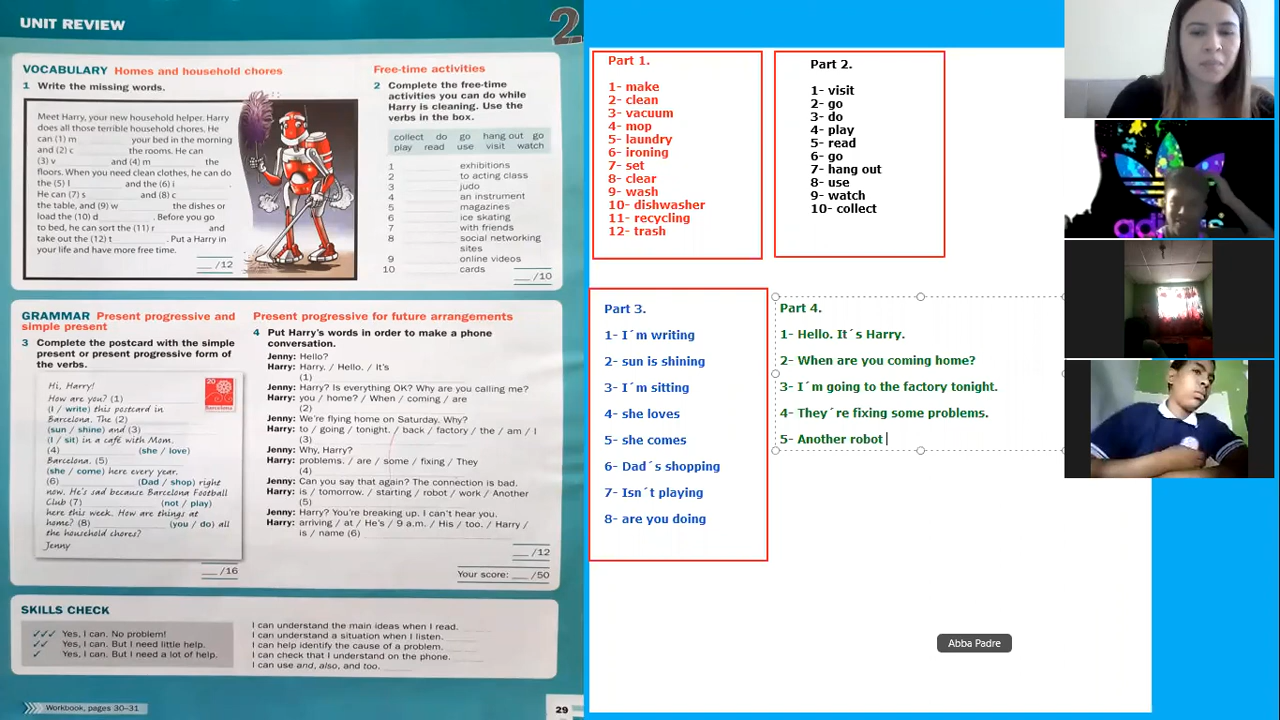 UNIT REVIEW
2
VOCABULARY Homes and household chores
1 Write the missing words.
Meet Harry, your new household helper. Harry
does all those terrible household chores. He
can (1) m your bed in the morning
and (2) c the rooms. He can
(3) v and (4) m the
floors. When you need clean clothes, he can do
the (5) l and the (6) i .
He can (7) s and (8) c
the table, and (9) w the dishes or
load the (10) d . Before you go
to bed, he can sort the (11) r and
take out the (12) t . Put a Harry in
your life and have more free time.
__ /12
Free-time activities
2 Complete the free-time
activities you can do while
Harry is cleaning. Use the
verbs in the box.
collect do go hang out go
play read use visit watch
1 exhibitions
2 to acting class
3 judo
4 an instrument
5 magazines
6 ice skating
7 with friends
8 social networking
sites
9 online videos
10 cards
__ /10
GRAMMAR Present progressive and
simple present
3 Complete the postcard with the simple
present or present progressive form of
the verbs.
Hi, Harry!
How are you? (1)
(I / write) this postcard in
Barcelona. The (2)
(sun / shine) and (3)
(I / sit) in a café with Mom.
(4) (she / love)
Barcelona. (5)
(she / come) here every year.
(6) (Dad / shop) right
now. He's sad because Barcelona Football
Club (7) (not / play)
here this week. How are things at
home? (8) (you / do) all
the household chores?
Jenny
20
Barcelona
__ /16
Present progressive for future arrangements
4 Put Harry's words in order to make a phone
conversation.
Jenny: Hello?
Harry: Harry. / Hello. / It's
(1)
Jenny: Harry? Is everything OK? Why are you calling me?
Harry: you / home? / When / coming / are
(2)
Jenny: We're flying home on Saturday. Why?
Harry: to / going / tonight. / back / factory / the / am / I
(3)
Jenny: Why, Harry?
Harry: problems. / are / some / fixing / They
(4)
Jenny: Can you say that again? The connection is bad.
Harry: is / tomorrow. / starting / robot / work / Another
(5)
Jenny: Harry? You're breaking up. I can't hear you.
Harry: arriving / at / He's / 9 a.m. / His / too. / Harry /
is / name (6)
__ /12
Your score: __ /50
SKILLS CHECK
✓✓✓ Yes, I can. No problem!
✓✓ Yes, I can. But I need little help.
✓ Yes, I can. But I need a lot of help.
I can understand the main ideas when I read.
I can understand a situation when I listen.
I can help identify the cause of a problem.
I can check that I understand on the phone.
I can use and, also, and too.
Workbook, pages 30–31
29
Part 1.
1- make
2- clean
3- vacuum
4- mop
5- laundry
6- ironing
7- set
8- clear
9- wash
10- dishwasher
11- recycling
12- trash
Part 2.
1- visit
2- go
3- do
4- play
5- read
6- go
7- hang out
8- use
9- watch
10- collect
Part 3.
1- I´m writing
2- sun is shining
3- I´m sitting
4- she loves
5- she comes
6- Dad´s shopping
7- Isn´t playing
8- are you doing
Part 4.
1- Hello. It´s Harry.
2- When are you coming home?
3- I´m going to the factory tonight.
4- They´re fixing some problems.
5- Another robot
adidas
Abba Padre